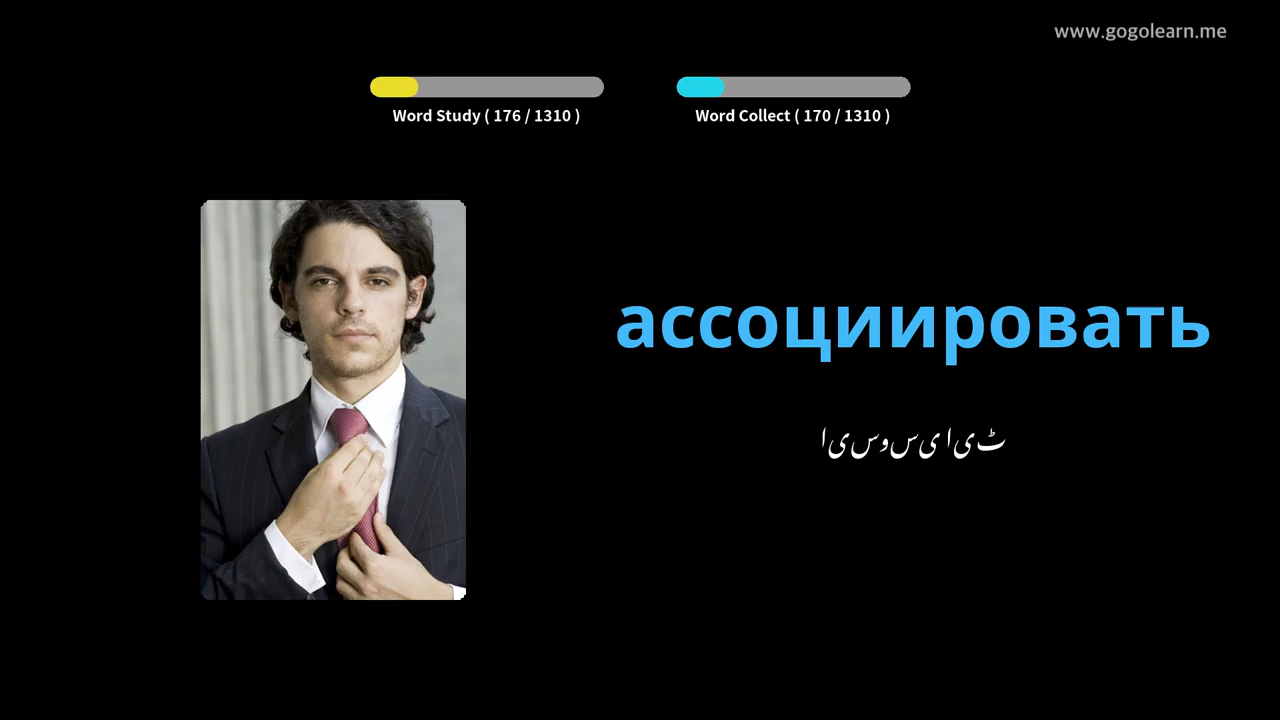 www.gogolearn.me
Word Study ( 176 / 1310 )
Word Collect ( 170 / 1310 )
ассоциировать
ایسوسی ایٹ